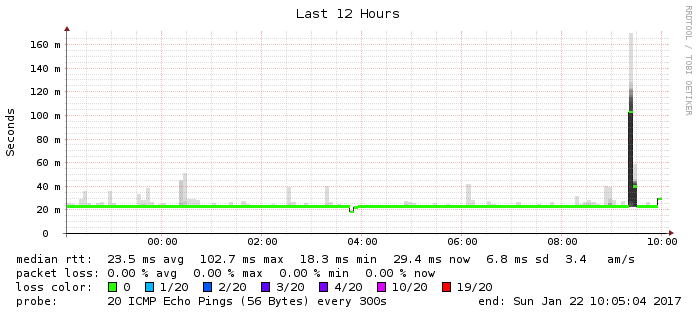 Last 12 Hours
RRDTOOL / TOBI OETIKER
Seconds
160 m
140 m
120 m
100 m
80 m
60 m
40 m
20 m
0
00:00 02:00 04:00 06:00 08:00 10:00
median rtt: 23.5 ms avg 102.7 ms max 18.3 ms min 29.4 ms now 6.8 ms sd 3.4 am/s
packet loss: 0.00 % avg 0.00 % max 0.00 % min 0.00 % now
loss color: 0 1/20 2/20 3/20 4/20 10/20 19/20
probe: 20 ICMP Echo Pings (56 Bytes) every 300s end: Sun Jan 22 10:05:04 2017